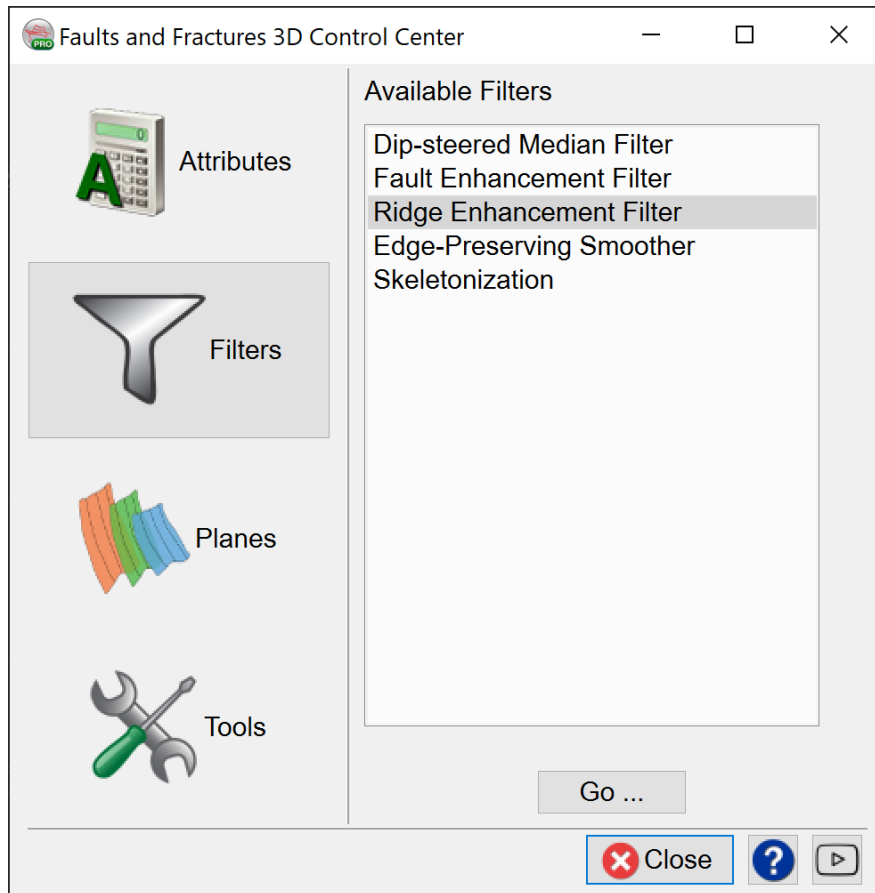 PRO
Faults and Fractures 3D Control Center
Attributes
Filters
Planes
Tools
Available Filters
Dip-steered Median Filter
Fault Enhancement Filter
Ridge Enhancement Filter
Edge-Preserving Smoother
Skeletonization
Go ...
Close
?